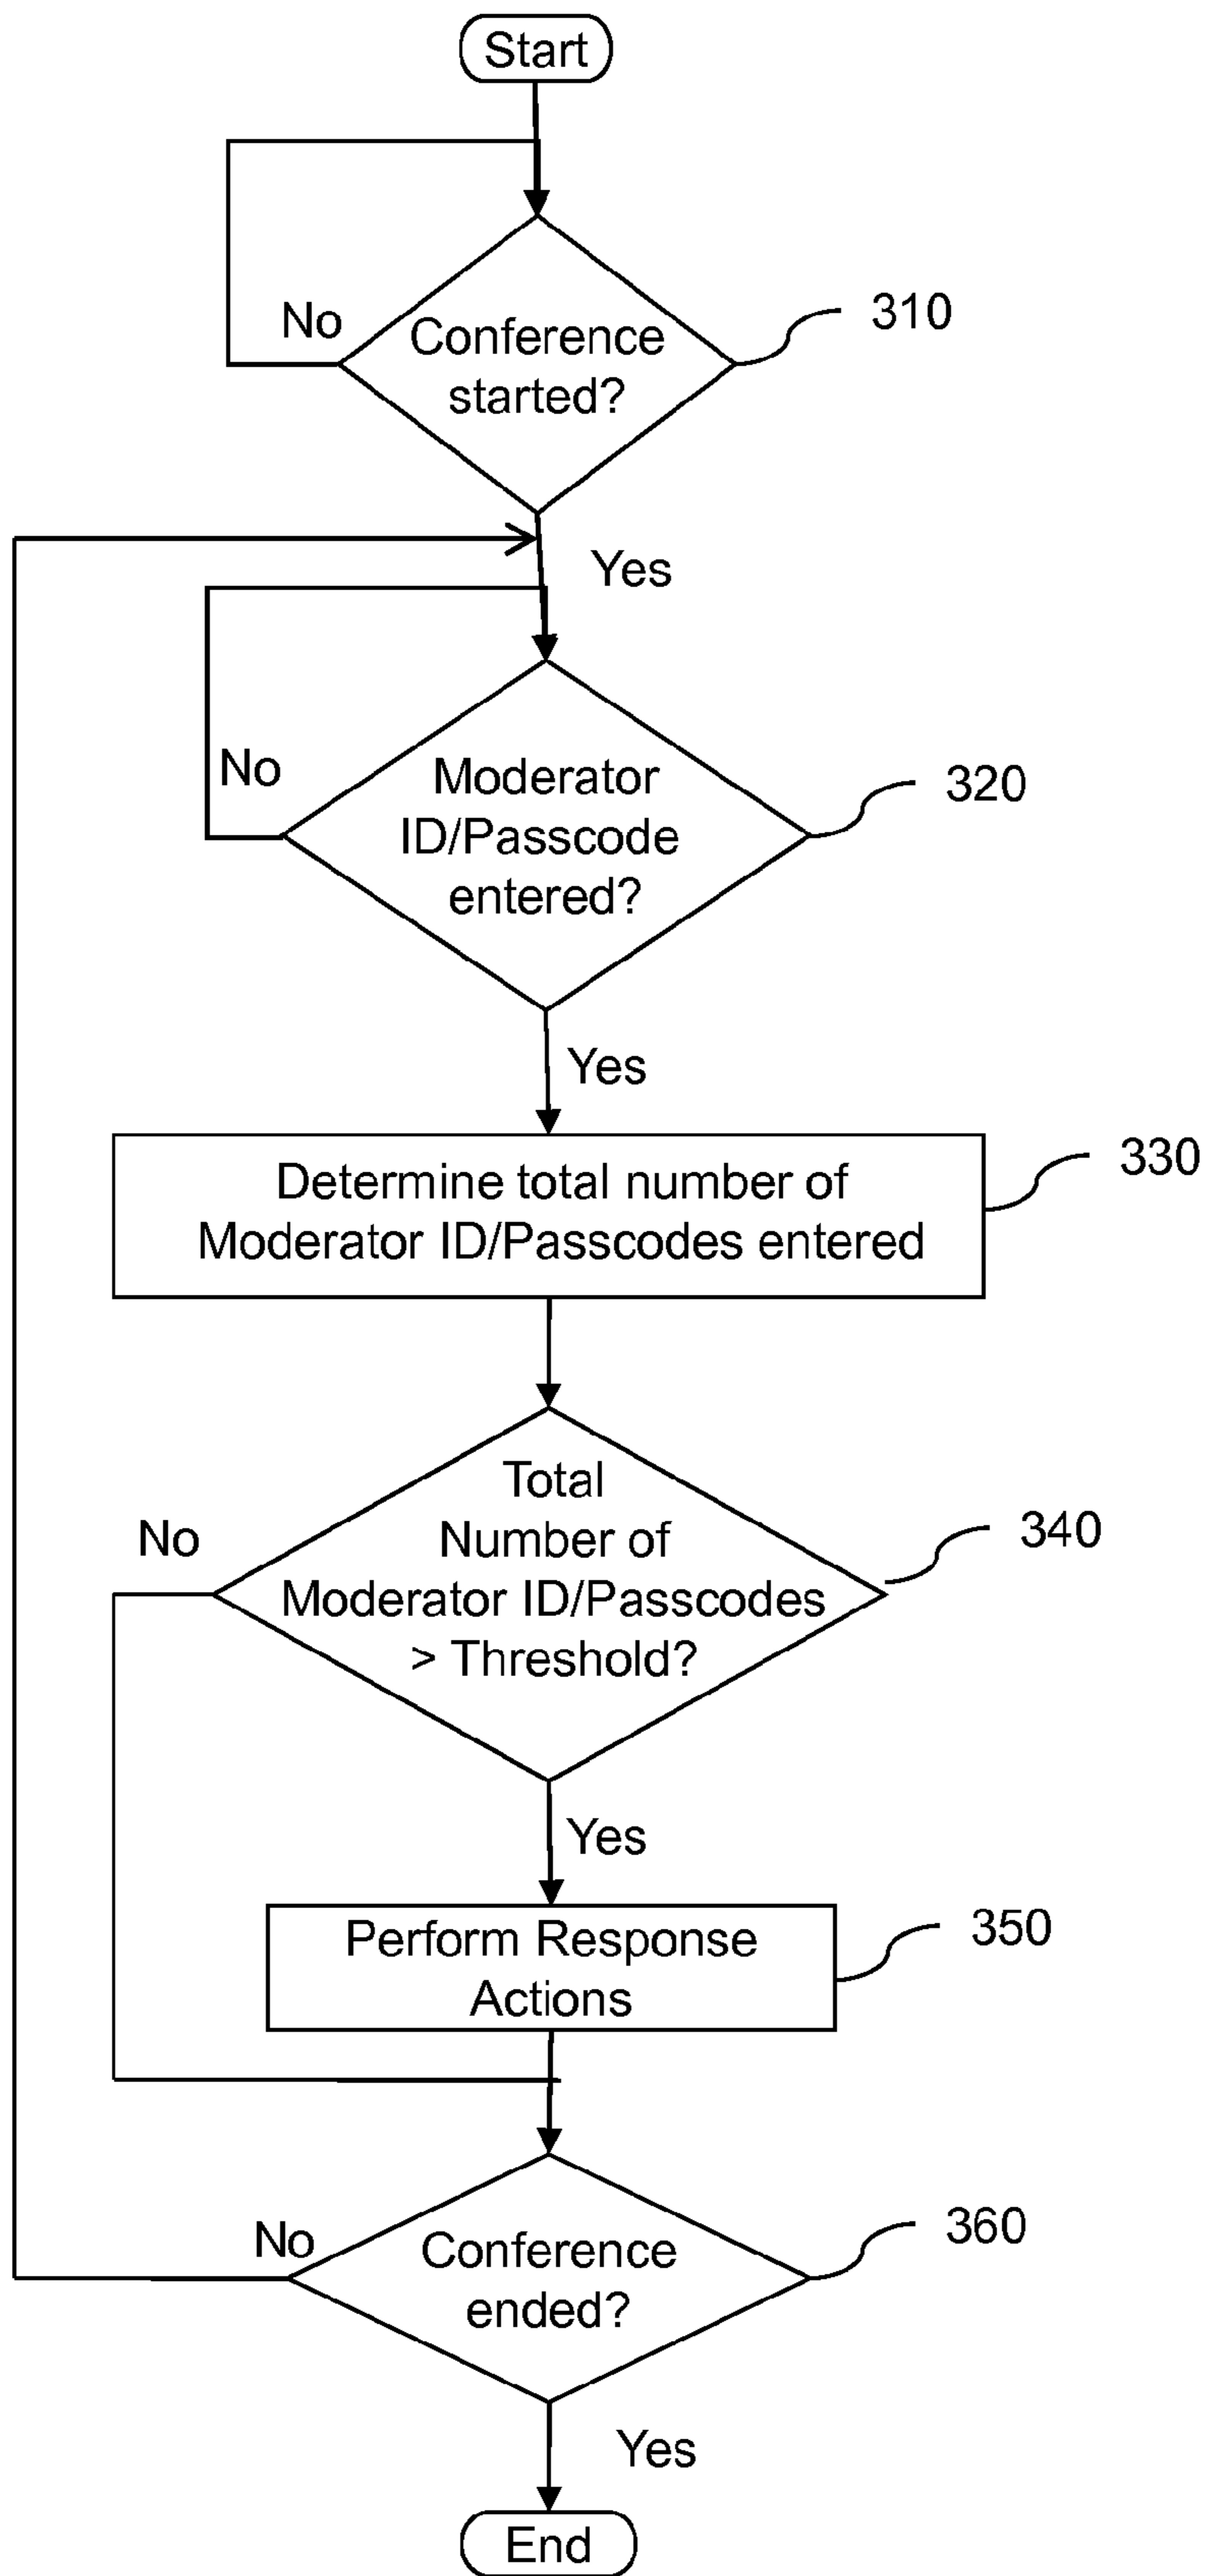 Start
No
Conference
started?
310
Yes
No
Moderator
ID/Passcode
entered?
320
Yes
Determine total number of
Moderator ID/Passcodes entered
330
No
Total
Number of
Moderator ID/Passcodes
> Threshold?
340
Yes
Perform Response
Actions
350
No
Conference
ended?
360
Yes
End